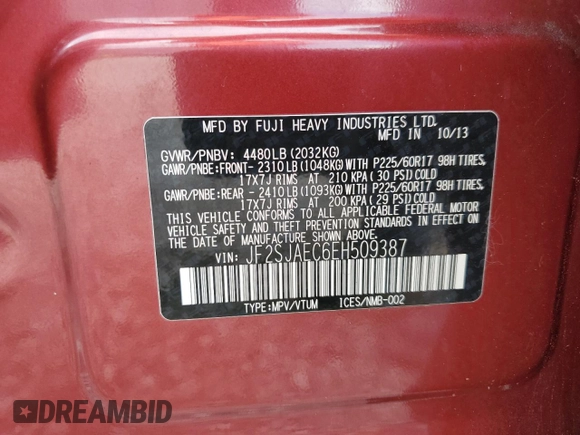 MFD BY FUJI HEAVY INDUSTRIES LTD.
MFD IN 10/13
GVWR/PNBV: 4480LB(2032KG)
GAWR/PNBE:FRONT- 2310LB(1048KG)WITH P225/60R17 98H TIRES,
17X7J RIMS AT 210 KPA(30 PSI)COLD
GAWR/PNBE:REAR - 2410LB(1093KG)WITH P225/60R17 98H TIRES,
17X7J RIMS AT 200 KPA(29 PSI)COLD
THIS VEHICLE CONFORMS TO ALL APPLICABLE FEDERAL MOTOR
VEHICLE SAFETY AND THEFT PREVENTION STANDARDS IN EFFECT ON
THE DATE OF MANUFACTURE SHOWN ABOVE.
VIN: JF2SJAEC6EH509387
TYPE:MPV/VTUM ICES/NMB-002
DREAMBID